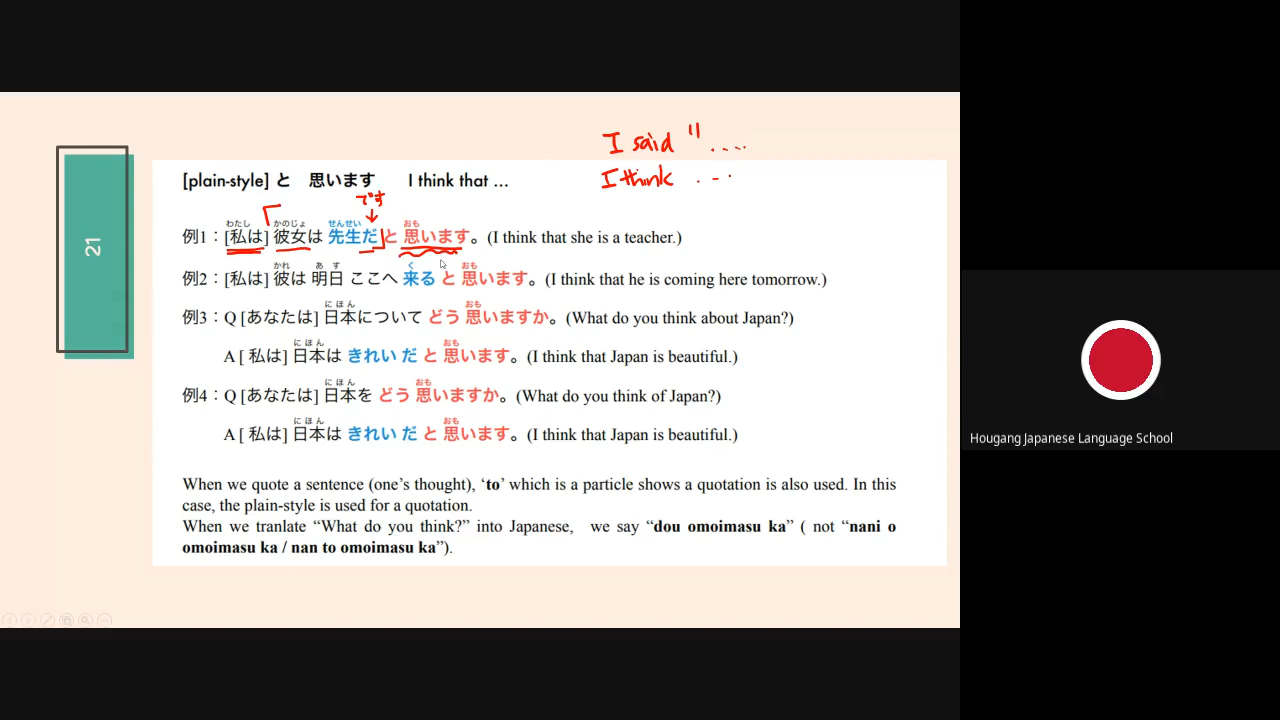 I said " ....
I think ...
[plain-style] と 思います I think that ...
です
わたし かのじょ せんせい おも
例1：[私は]「彼女は 先生だ」と 思います。(I think that she is a teacher.)
かれ あす く おも
例2：[私は] 彼は 明日 ここへ 来る と 思います。(I think that he is coming here tomorrow.)
にほん おも
例3：Q [あなたは] 日本について どう 思いますか。(What do you think about Japan?)
にほん おも
A [ 私は] 日本は きれい だ と 思います。(I think that Japan is beautiful.)
にほん おも
例4：Q [あなたは] 日本を どう 思いますか。(What do you think of Japan?)
にほん おも
A [ 私は] 日本は きれい だ と 思います。(I think that Japan is beautiful.)
When we quote a sentence (one's thought), 'to' which is a particle shows a quotation is also used. In this
case, the plain-style is used for a quotation.
When we tranlate "What do you think?" into Japanese, we say "dou omoimasu ka" ( not "nani o
omoimasu ka / nan to omoimasu ka").
21
Hougang Japanese Language School